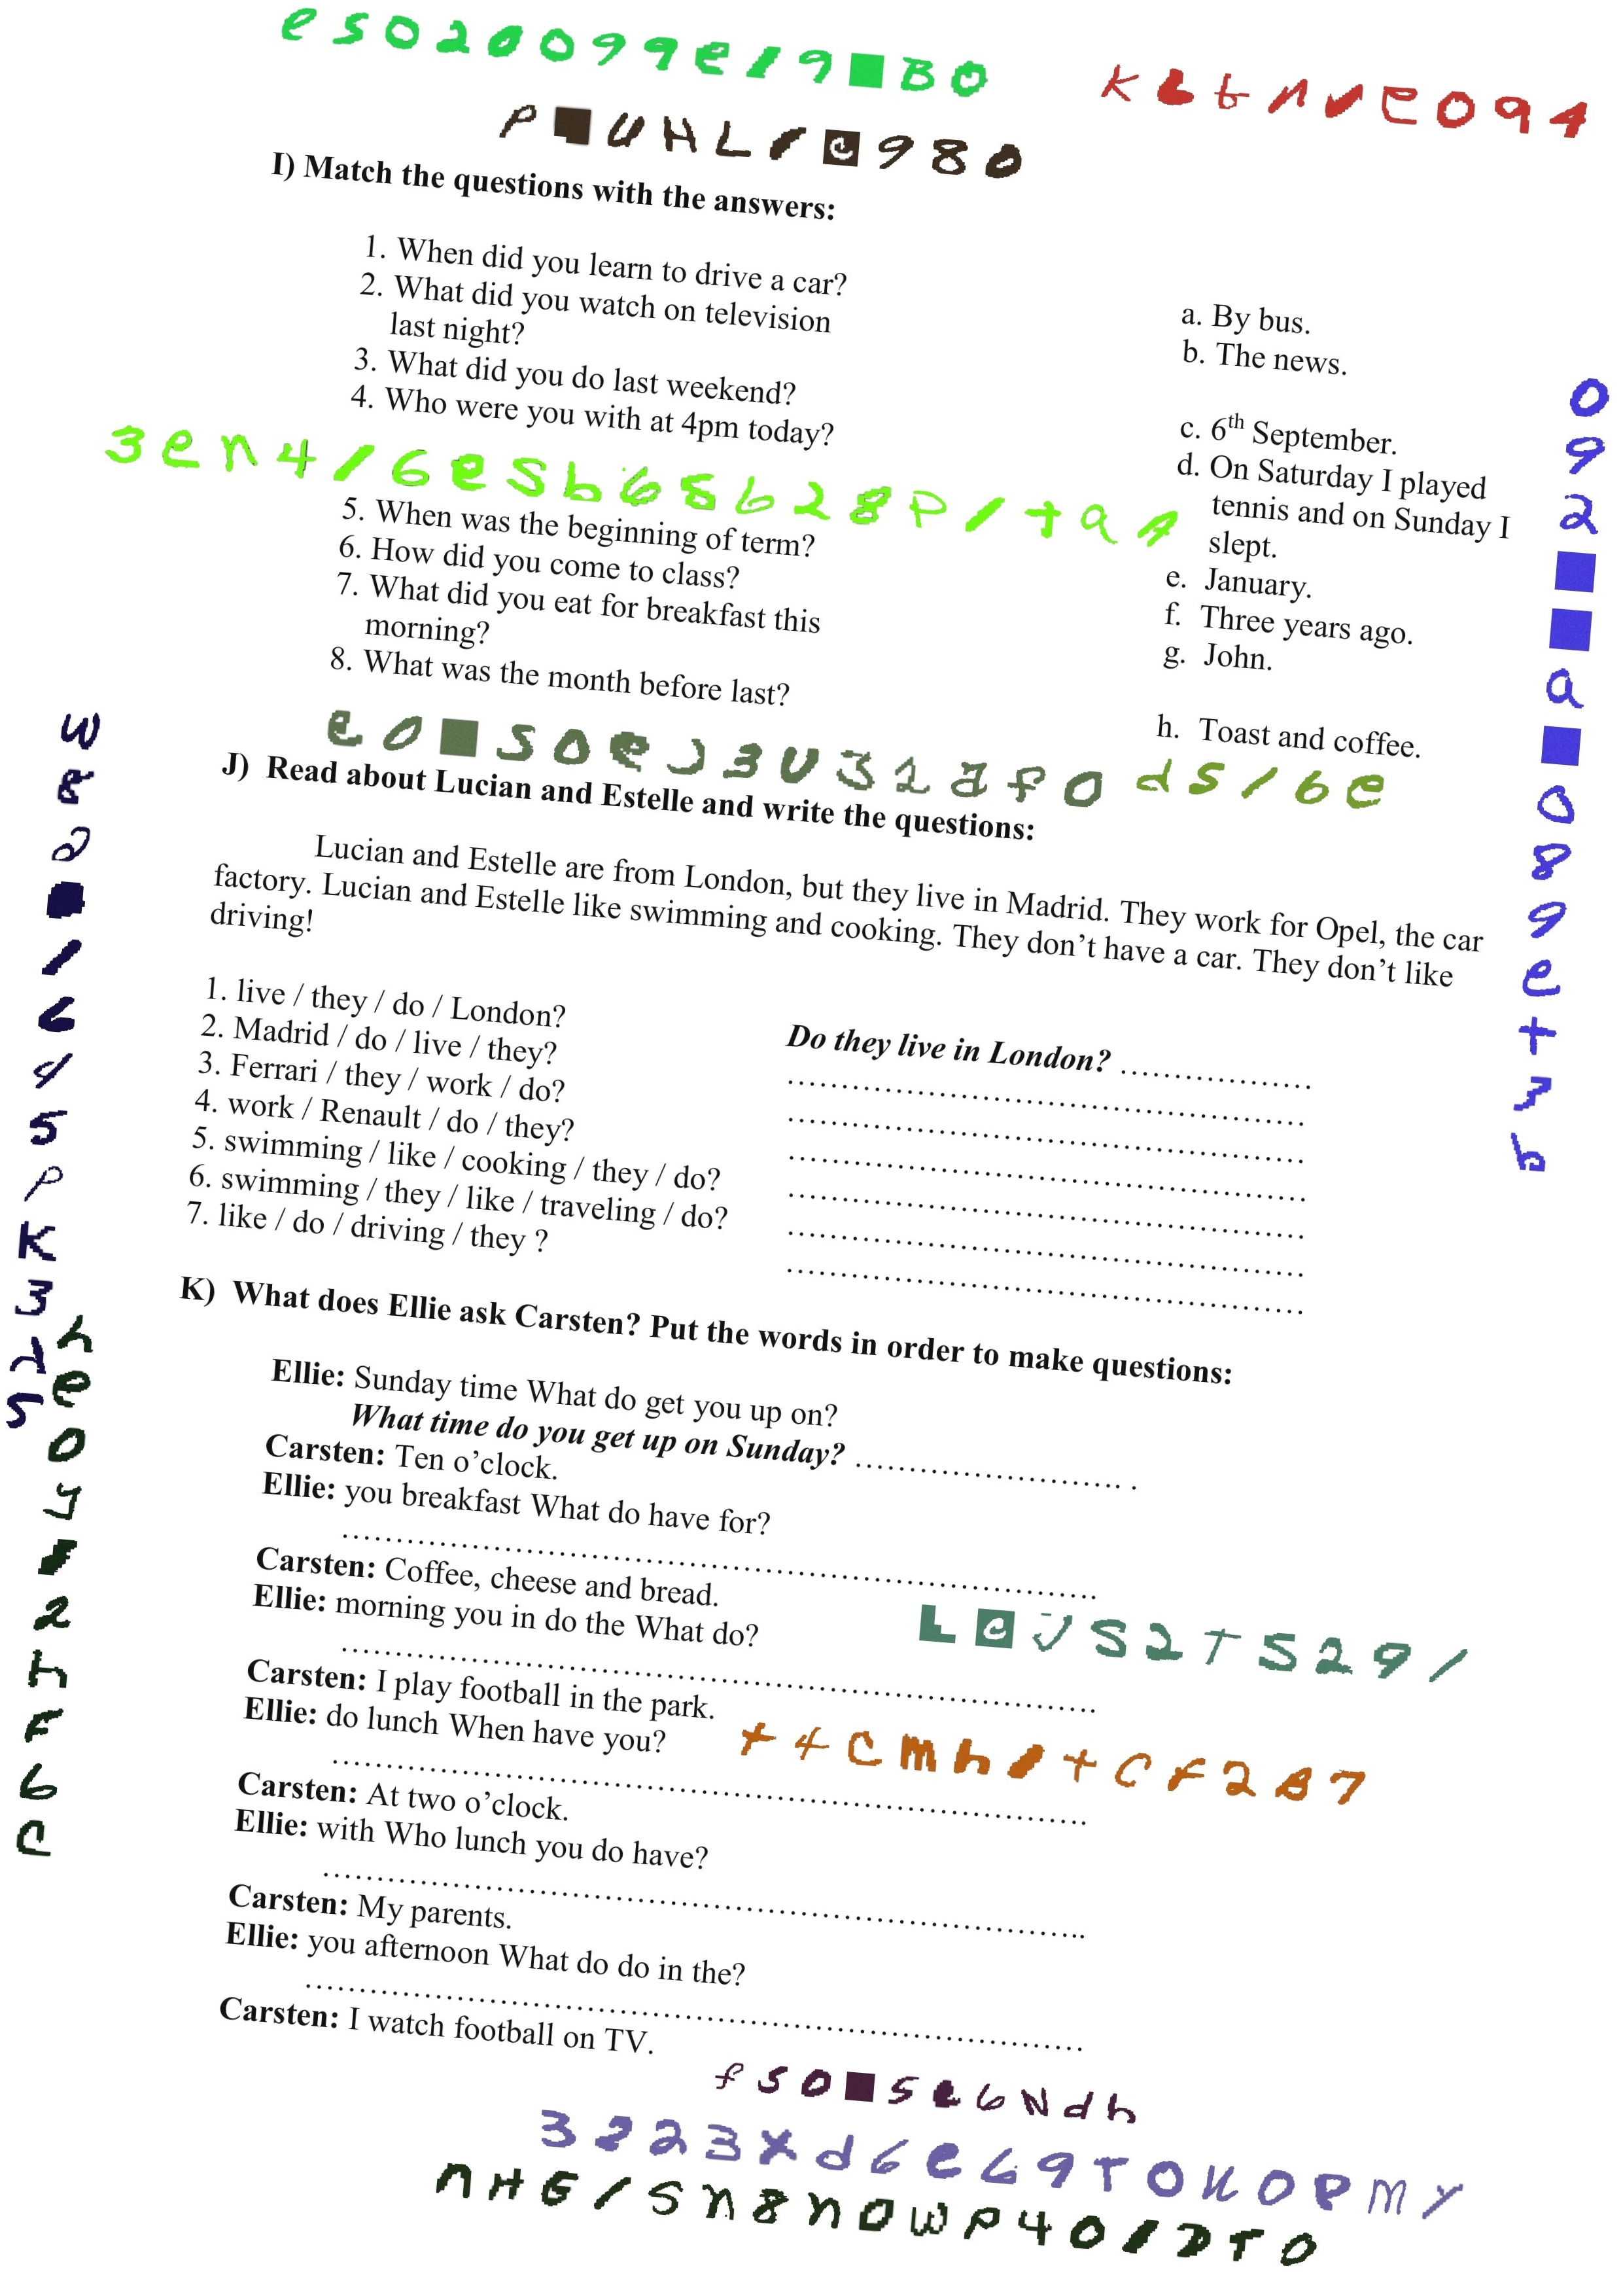 I) Match the questions with the answers:
1. When did you learn to drive a car?
2. What did you watch on television
last night?
3. What did you do last weekend?
4. Who were you with at 4pm today?
5. When was the beginning of term?
6. How did you come to class?
7. What did you eat for breakfast this
morning?
8. What was the month before last?
a. By bus.
b. The news.
c. 6th September.
d. On Saturday I played
tennis and on Sunday I
slept.
e. January.
f. Three years ago.
g. John.
h. Toast and coffee.
J) Read about Lucian and Estelle and write the questions:
Lucian and Estelle are from London, but they live in Madrid. They work for Opel, the car
factory. Lucian and Estelle like swimming and cooking. They don't have a car. They don't like
driving!
1. live / they / do / London?
2. Madrid / do / live / they?
3. Ferrari / they / work / do?
4. work / Renault / do / they?
5. swimming / like / cooking / they / do?
6. swimming / they / like / traveling / do?
7. like / do / driving / they ?
Do they live in London? ..................
K) What does Ellie ask Carsten? Put the words in order to make questions:
Ellie: Sunday time What do get you up on?
What time do you get up on Sunday? ..........................
Carsten: Ten o'clock.
Ellie: you breakfast What do have for?
Carsten: Coffee, cheese and bread.
Ellie: morning you in do the What do?
Carsten: I play football in the park.
Ellie: do lunch When have you?
Carsten: At two o'clock.
Ellie: with Who lunch you do have?
Carsten: My parents.
Ellie: you afternoon What do do in the?
Carsten: I watch football on TV.